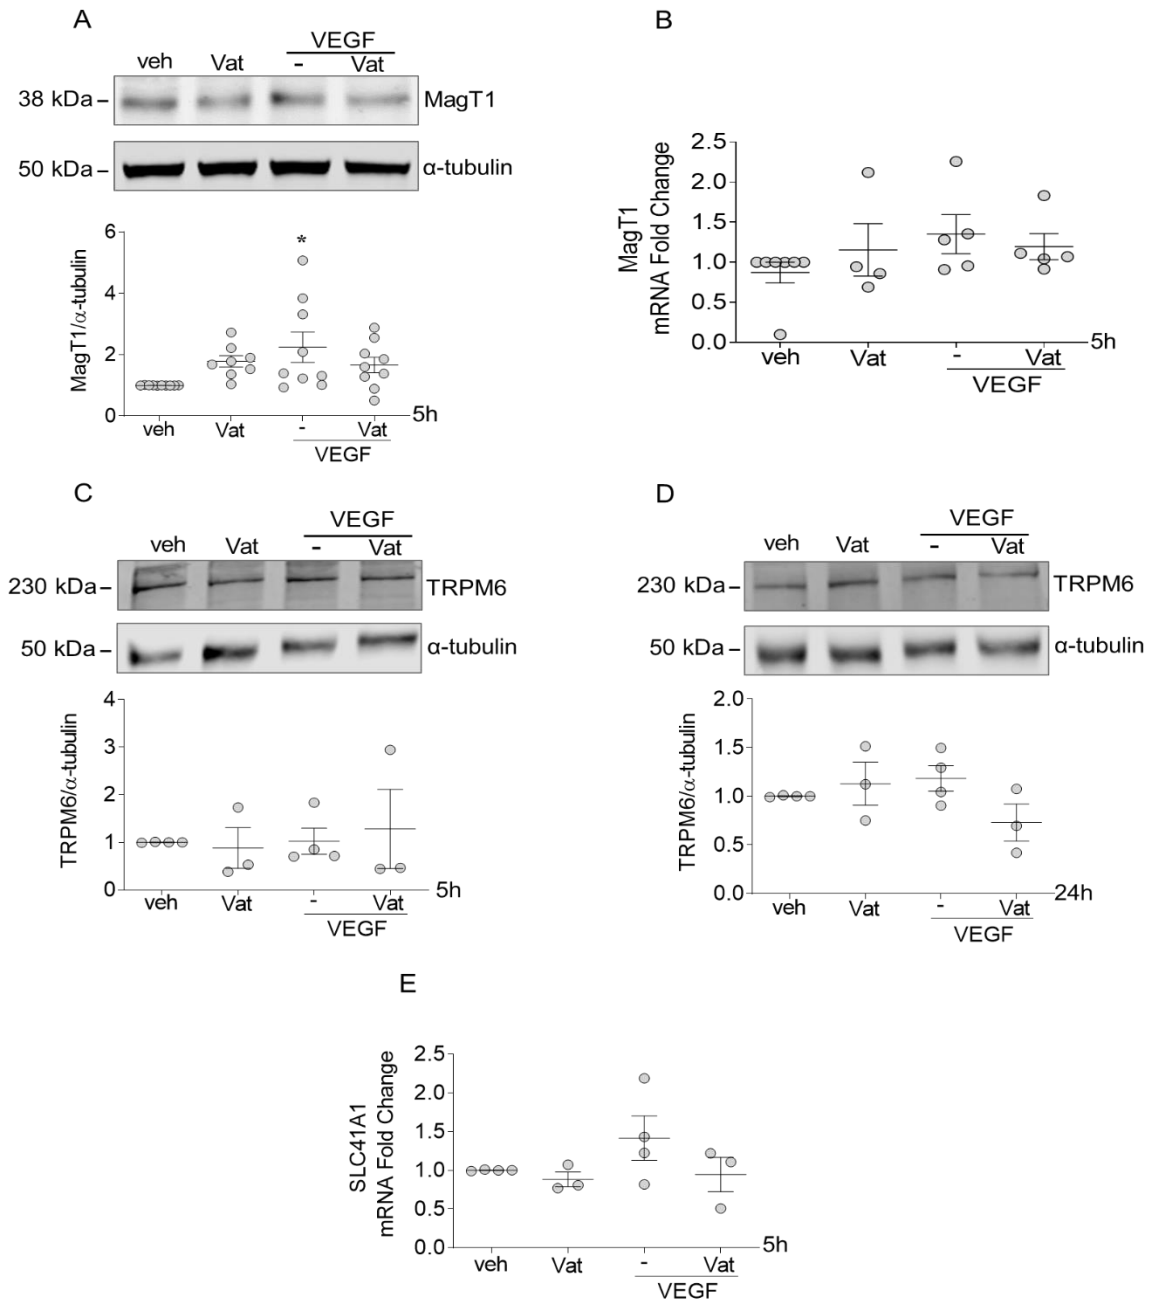 A
VEGF
veh Vat - Vat
38 kDa – MagT1
50 kDa – α-tubulin
6
*
4
2
0
MagT1/α-tubulin
5h
veh Vat - Vat
VEGF
B
2.5
2.0
1.5
1.0
0.5
0.0
MagT1
mRNA Fold Change
5h
veh Vat - Vat
VEGF
C
VEGF
veh Vat - Vat
230 kDa – TRPM6
50 kDa – α-tubulin
4
3
2
1
0
TRPM6/α-tubulin
5h
veh Vat - Vat
VEGF
D
VEGF
veh Vat - Vat
230 kDa – TRPM6
50 kDa – α-tubulin
2.0
1.5
1.0
0.5
0.0
TRPM6/α-tubulin
24h
veh Vat - Vat
VEGF
E
2.5
2.0
1.5
1.0
0.5
0.0
SLC41A1
mRNA Fold Change
5h
veh Vat - Vat
VEGF